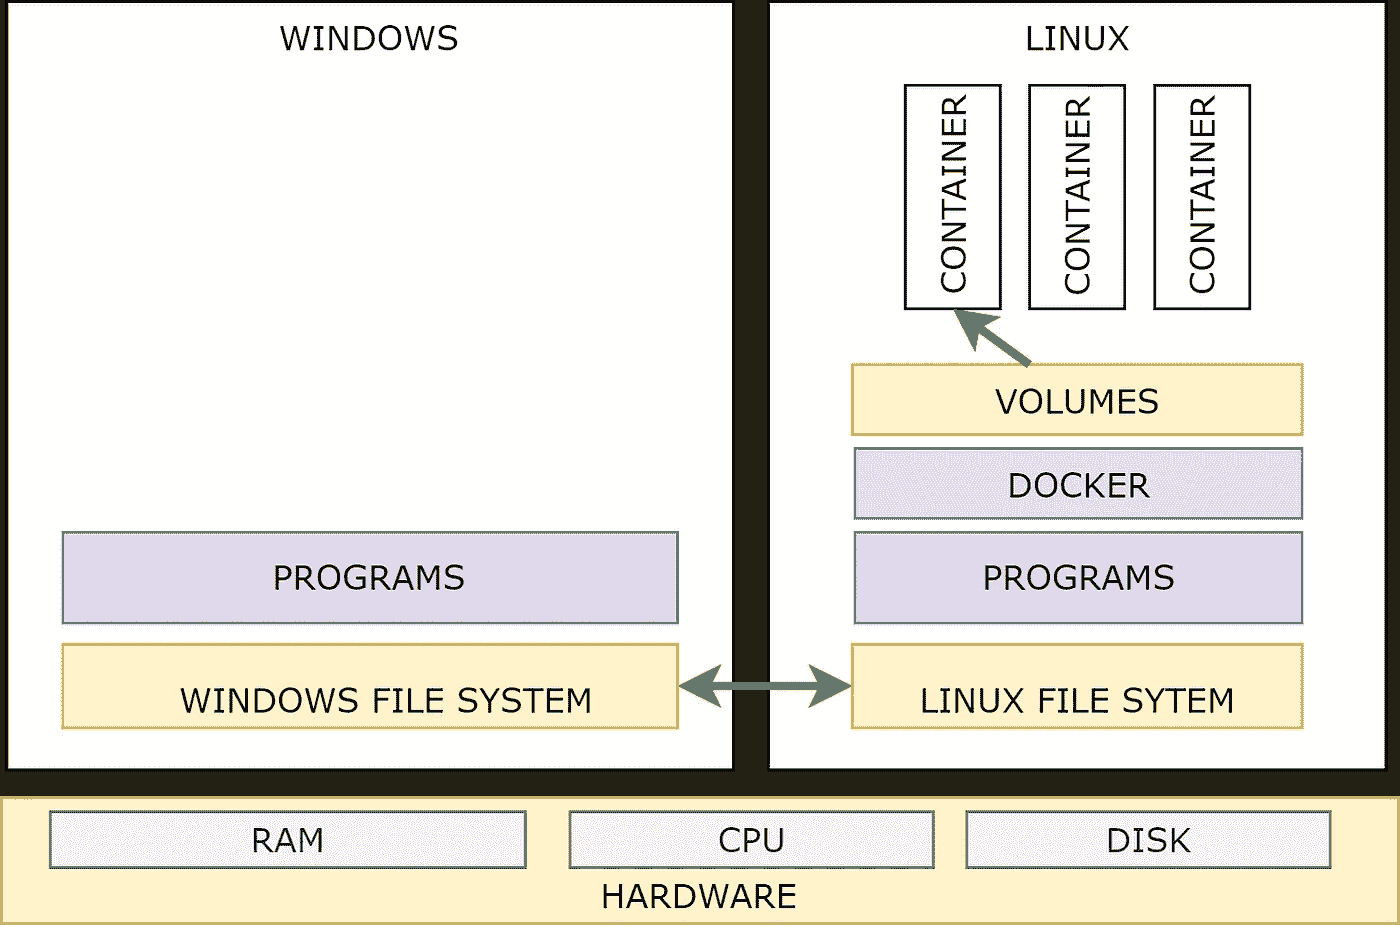 WINDOWS
PROGRAMS
WINDOWS FILE SYSTEM
LINUX
CONTAINER
CONTAINER
CONTAINER
VOLUMES
DOCKER
PROGRAMS
LINUX FILE SYTEM
RAM
CPU
DISK
HARDWARE